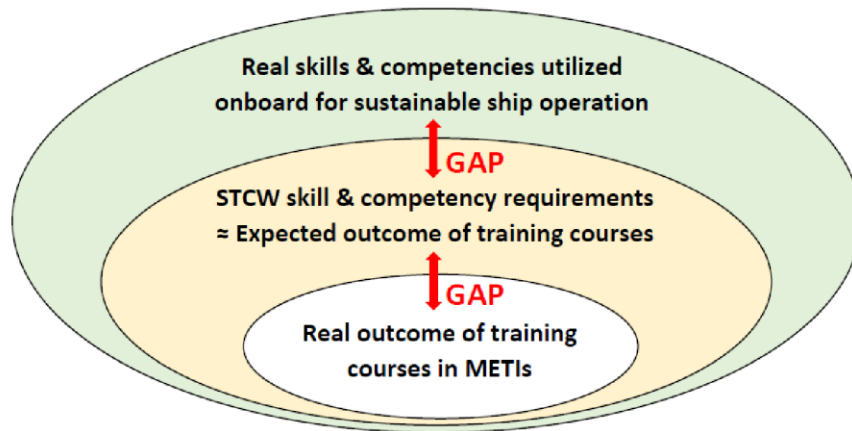 Real skills & competencies utilized
onboard for sustainable ship operation
GAP
STCW skill & competency requirements
≈ Expected outcome of training courses
GAP
Real outcome of training
courses in METIs